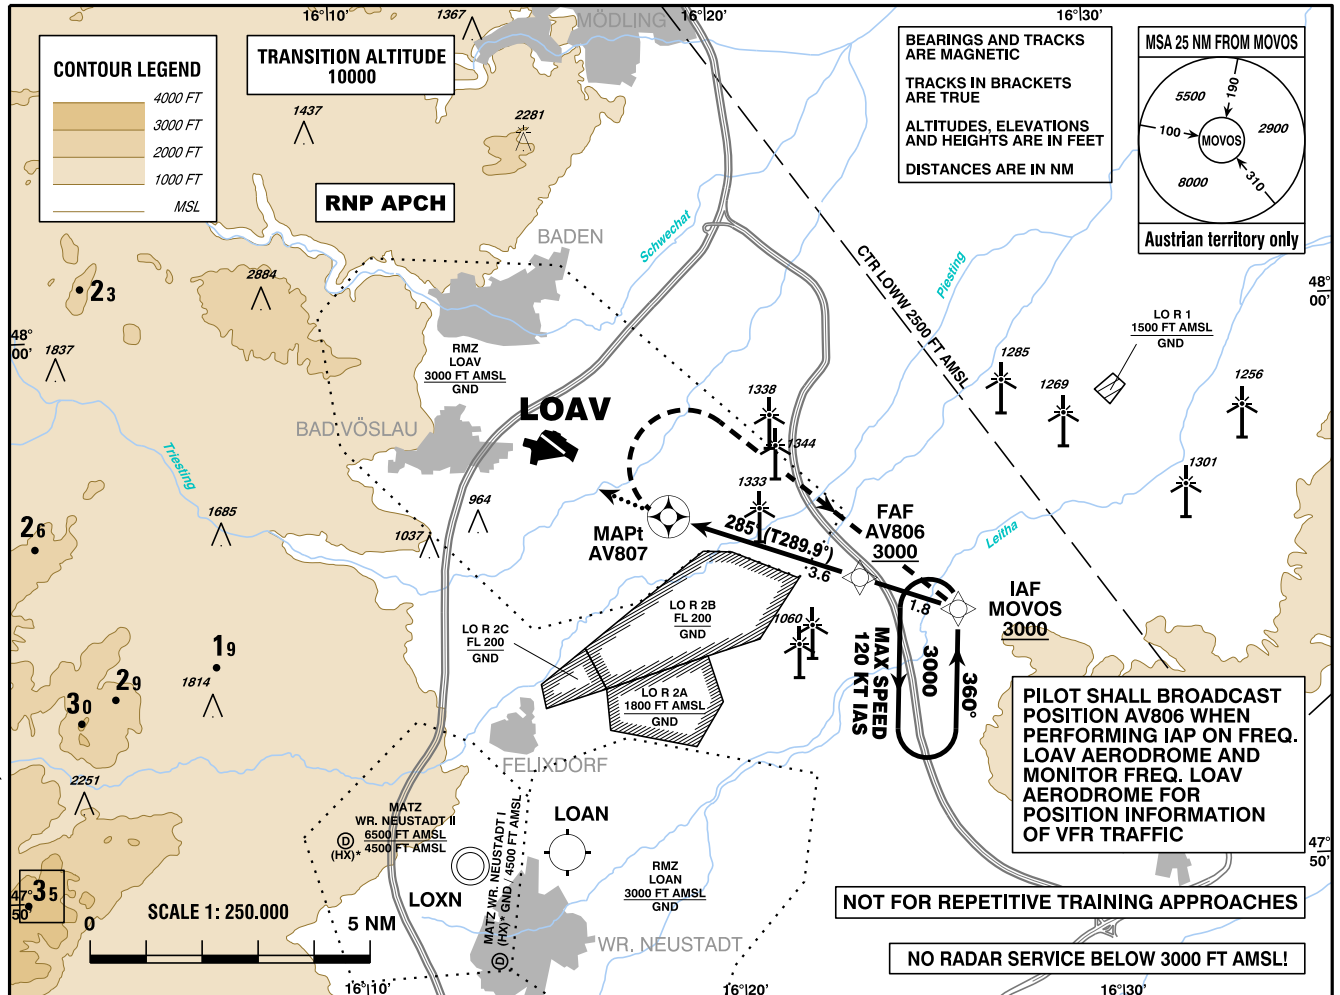 16°10'
1367
16°20'
16°30'
MÖDLING
CONTOUR LEGEND
4000 FT
3000 FT
2000 FT
1000 FT
MSL
TRANSITION ALTITUDE
10000
1437
2281
RNP APCH
BEARINGS AND TRACKS
ARE MAGNETIC
TRACKS IN BRACKETS
ARE TRUE
ALTITUDES, ELEVATIONS
AND HEIGHTS ARE IN FEET
DISTANCES ARE IN NM
MSA 25 NM FROM MOVOS
5500
190
100
MOVOS
2900
8000
310
Austrian territory only
BADEN
Schwechat
Piesting
CTR LOWW 2500 FT AMSL
2884
23
48°
00'
48°
00'
1837
LO R 1
1500 FT AMSL
GND
RMZ
LOAV
3000 FT AMSL
GND
1285
1269
1256
1338
LOAV
BAD VÖSLAU
1344
Triesting
1301
1333
964
1685
1037
26
MAPt
AV807
285° (T289.9°)
3.6
FAF
AV806
3000
Leitha
1.8
IAF
MOVOS
3000
LO R 2B
FL 200
GND
1060
LO R 2C
FL 200
GND
MAX SPEED
120 KT IAS
3000
360°
19
1814
29
30
LO R 2A
1800 FT AMSL
GND
PILOT SHALL BROADCAST
POSITION AV806 WHEN
PERFORMING IAP ON FREQ.
LOAV AERODROME AND
MONITOR FREQ. LOAV
AERODROME FOR
POSITION INFORMATION
OF VFR TRAFFIC
FELIXDORF
2251
MATZ
WR. NEUSTADT II
6500 FT AMSL
4500 FT AMSL
D
(HX)*
LOAN
MATZ WR. NEUSTADT I
D (HX)* GND / 4500 FT AMSL
LOXN
RMZ
LOAN
3000 FT AMSL
GND
47°
50'
47°
50'
35
SCALE 1: 250.000
0
5 NM
NOT FOR REPETITIVE TRAINING APPROACHES
WR. NEUSTADT
NO RADAR SERVICE BELOW 3000 FT AMSL!
16°10'
16°20'
16°30'